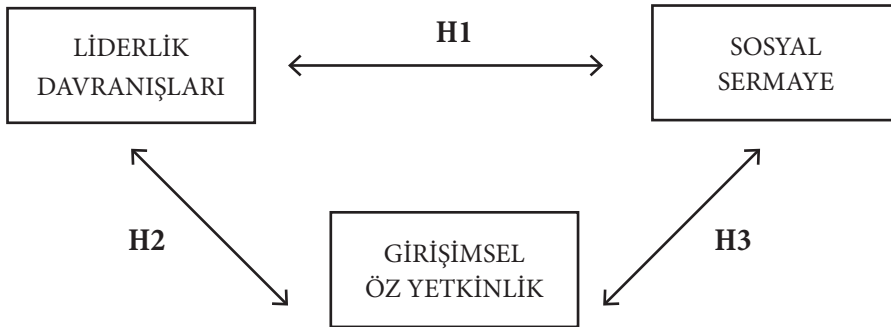 H1
LİDERLİK
DAVRANIŞLARI
SOSYAL
SERMAYE
H2
GİRİŞİMSEL
ÖZ YETKİNLİK
H3